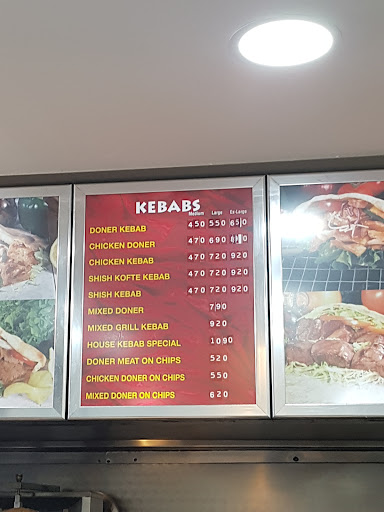 KEBABS
Medium Large Ex-Large
DONER KEBAB 450 550 650
CHICKEN DONER 470 690
CHICKEN KEBAB 470 720 920
SHISH KOFTE KEBAB 470 720 920
SHISH KEBAB 470 720 920
MIXED DONER 790
MIXED GRILL KEBAB 920
HOUSE KEBAB SPECIAL 1090
DONER MEAT ON CHIPS 520
CHICKEN DONER ON CHIPS 550
MIXED DONER ON CHIPS 620